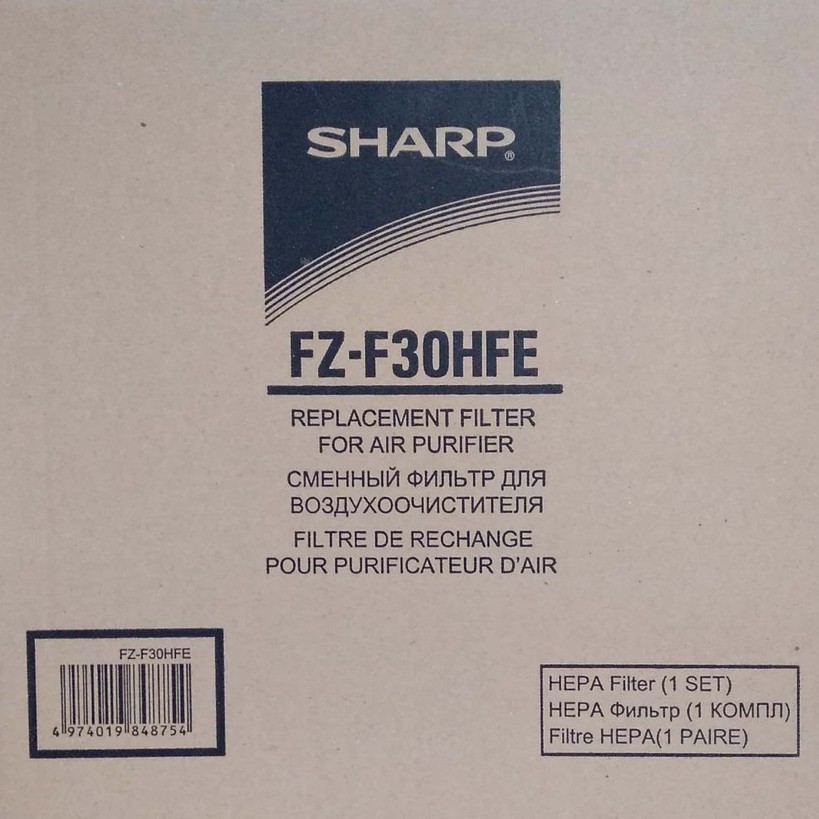 SHARP®
FZ-F30HFE
REPLACEMENT FILTER
FOR AIR PURIFIER
СМЕННЫЙ ФИЛЬТР ДЛЯ
ВОЗДУХООЧИСТИТЕЛЯ
FILTRE DE RECHANGE
POUR PURIFICATEUR D'AIR
FZ-F30HFE
4 974019 848754
HEPA Filter (1 SET)
НЕРА Фильтр (1 КОМПЛ)
Filtre HEPA(1 PAIRE)